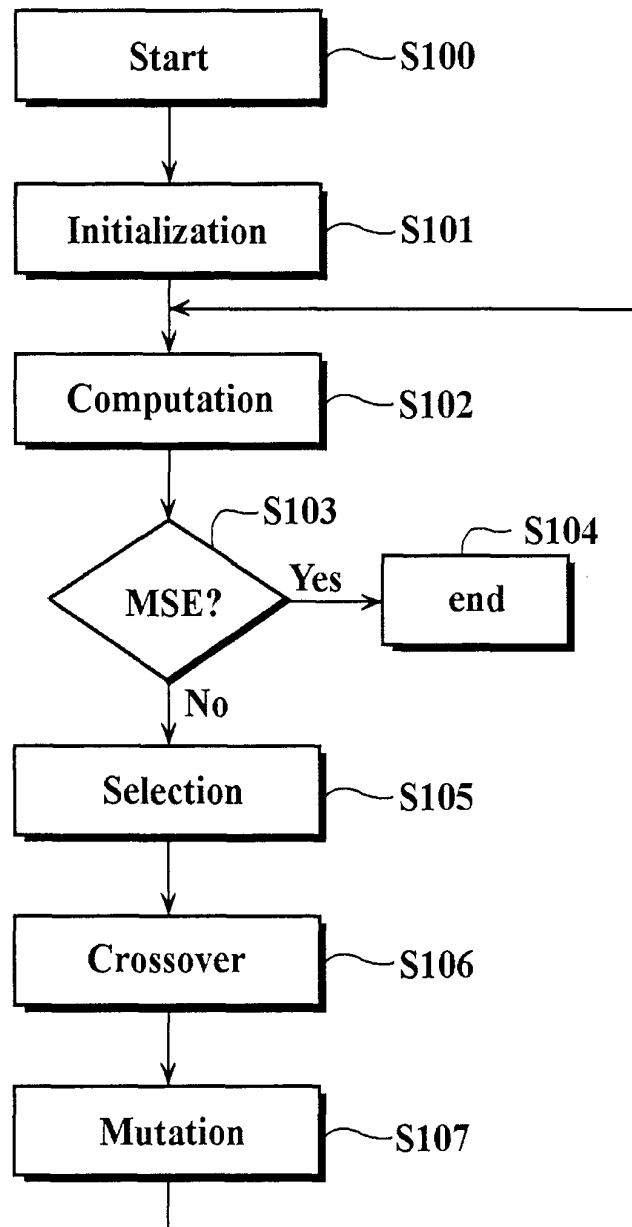 Start
S100
Initialization
S101
Computation
S102
S103
S104
MSE?
Yes
end
No
Selection
S105
Crossover
S106
Mutation
S107